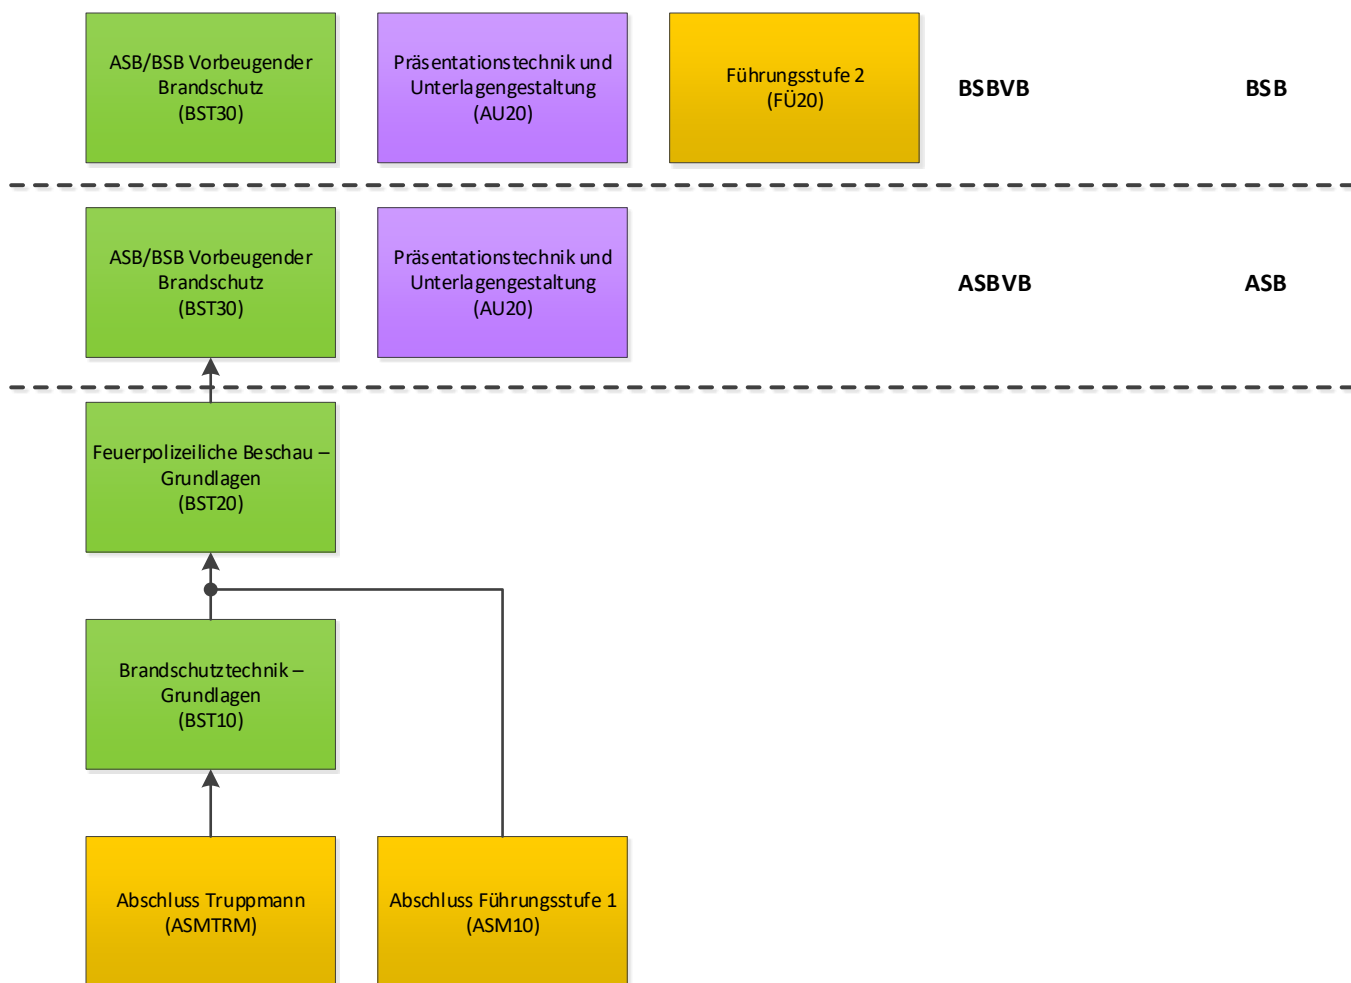 ASB/BSB Vorbeugender
Brandschutz
(BST30)
Präsentationstechnik und
Unterlagengestaltung
(AU20)
Führungsstufe 2
(FÜ20)
BSBVB
BSB
ASB/BSB Vorbeugender
Brandschutz
(BST30)
Präsentationstechnik und
Unterlagengestaltung
(AU20)
ASBVB
ASB
Feuerpolizeiliche Beschau –
Grundlagen
(BST20)
Brandschutztechnik –
Grundlagen
(BST10)
Abschluss Truppmann
(ASMTRM)
Abschluss Führungsstufe 1
(ASM10)